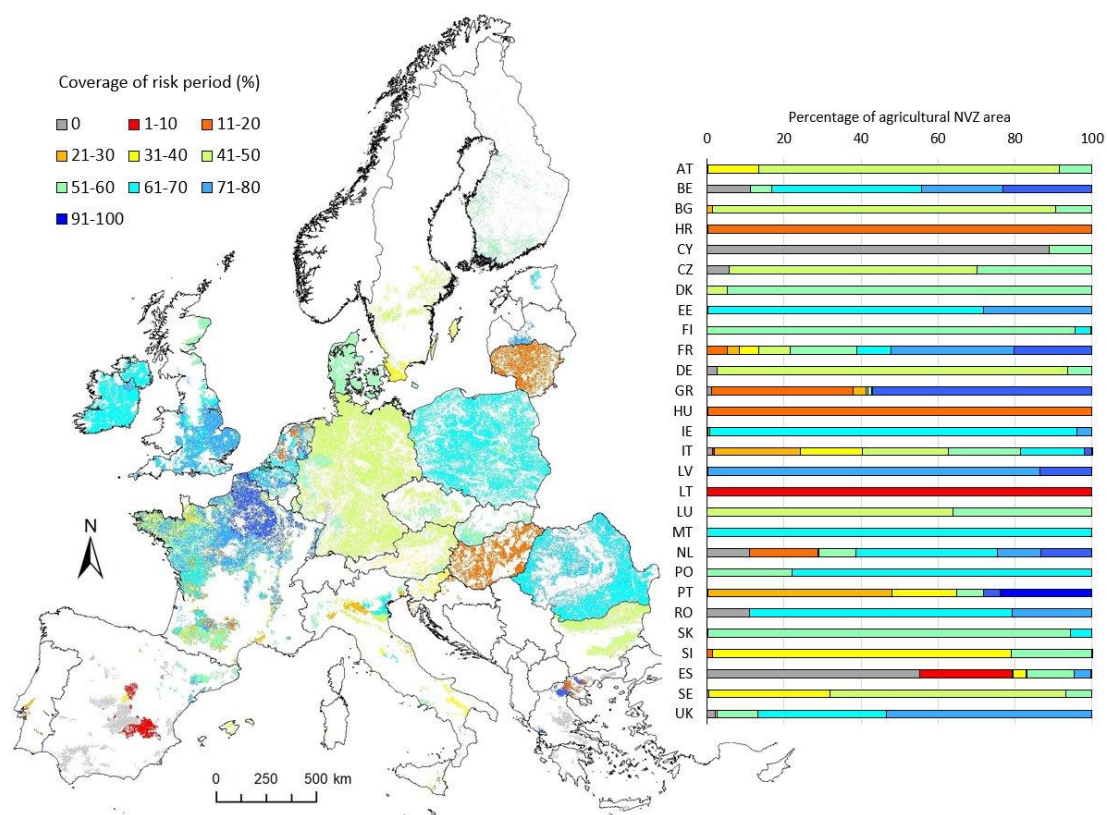 Coverage of risk period (%)
0 1-10 11-20
21-30 31-40 41-50
51-60 61-70 71-80
91-100
N
0 250 500 km
Percentage of agricultural NVZ area
0 20 40 60 80 100
AT
BE
BG
HR
CY
CZ
DK
EE
FI
FR
DE
GR
HU
IE
IT
LV
LT
LU
MT
NL
PO
PT
RO
SK
SI
ES
SE
UK